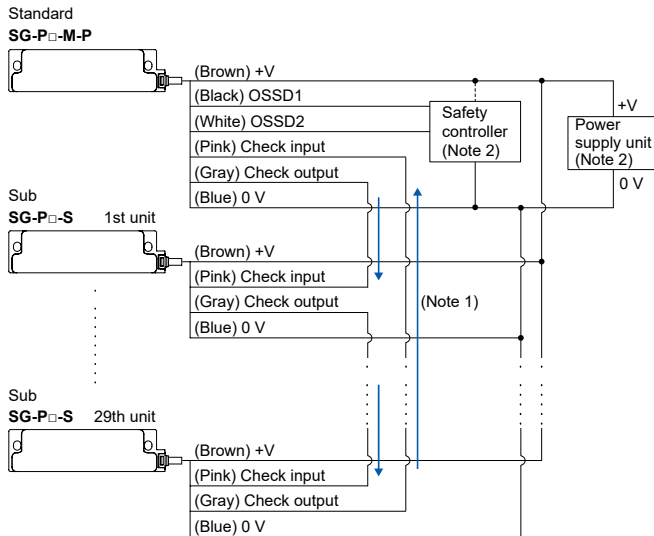 Standard
SG-P□-M-P
(Brown) +V
(Black) OSSD1
(White) OSSD2
(Pink) Check input
(Gray) Check output
(Blue) 0 V
Safety
controller
(Note 2)
+V
Power
supply unit
(Note 2)
0 V
Sub
SG-P□-S 1st unit
(Brown) +V
(Pink) Check input
(Gray) Check output
(Blue) 0 V
(Note 1)
Sub
SG-P□-S 29th unit
(Brown) +V
(Pink) Check input
(Gray) Check output
(Blue) 0 V